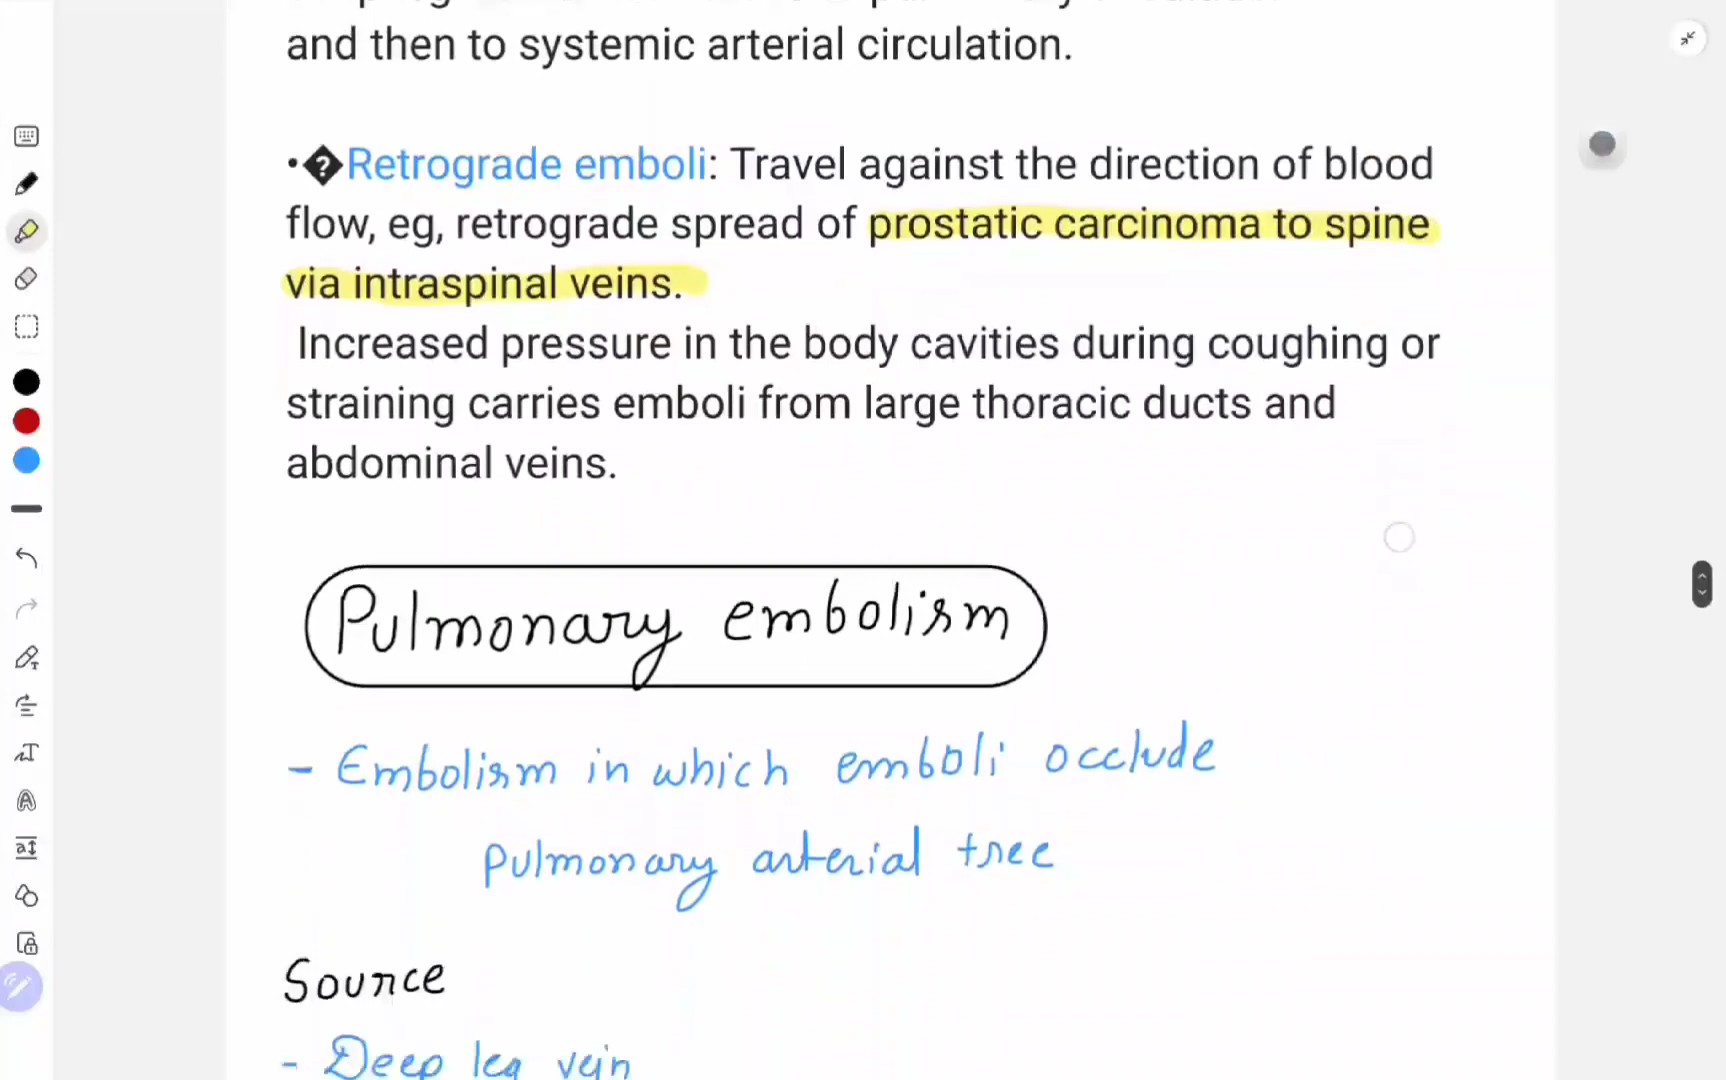 and then to systemic arterial circulation.
•�Retrograde emboli: Travel against the direction of blood
flow, eg, retrograde spread of prostatic carcinoma to spine
via intraspinal veins.
Increased pressure in the body cavities during coughing or
straining carries emboli from large thoracic ducts and
abdominal veins.
Pulmonary embolism
- Embolism in which emboli occlude
pulmonary arterial tree
Source
- Deep leg vein